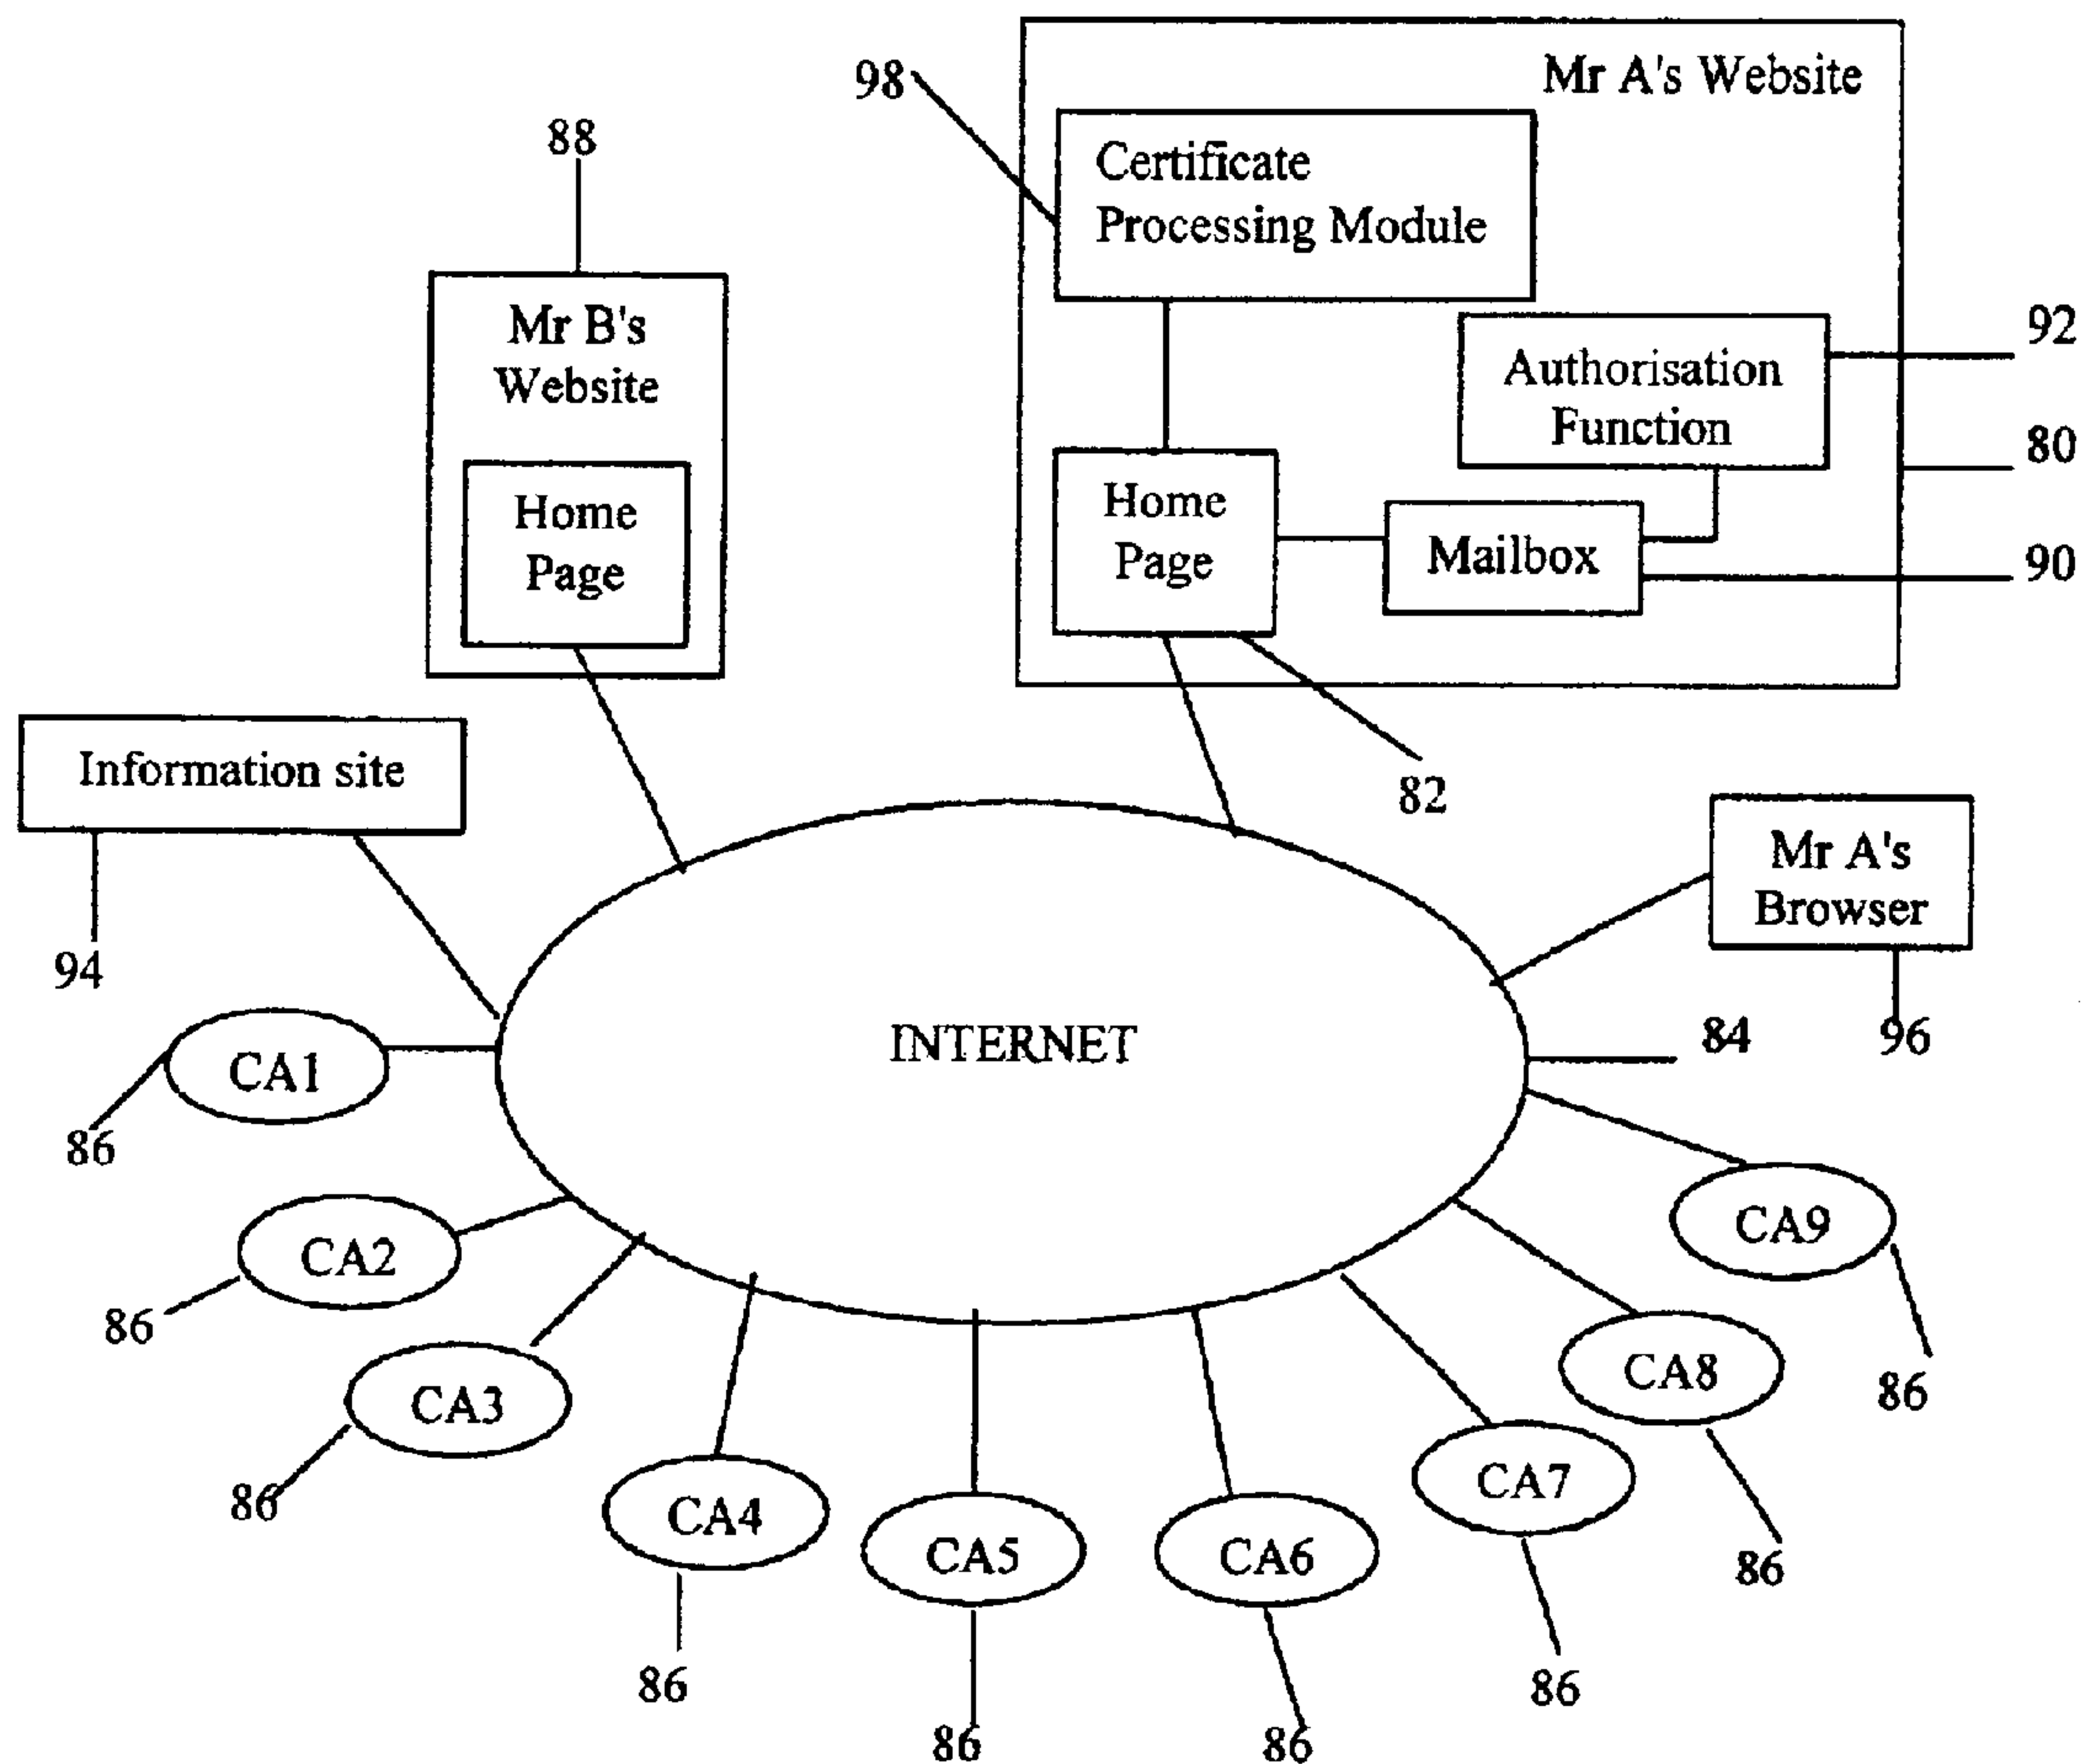 Mr A's Website
98
Certificate
Processing Module
88
Mr B's
Website
92
Authorisation
Function
80
Home
Page
Home
Page
Mailbox
90
Information site
82
Mr A's
Browser
94
INTERNET
84
96
CA1
86
CA2
CA9
86
CA3
CA8
86
86
CA4
CA7
CA5
CA6
86
86
86
86
86